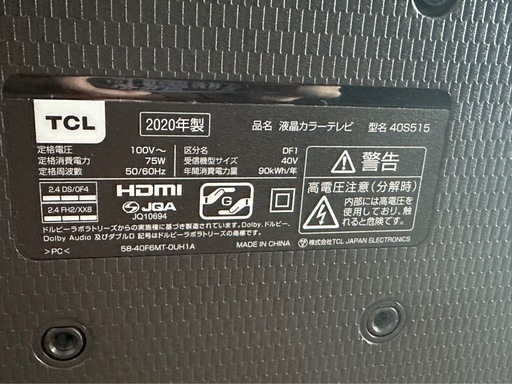 TCL
2020年製
品名 液晶カラーテレビ 型名 40S515
定格電圧 100V～
定格消費電力 75W
定格周波数 50/60Hz
区分名 DF1
受信機型サイズ 40V
年間消費電力量 90kWh/年
2.4 DS/OF4
2.4 FH2/XX8
HDMI
JQA
JQ10694
G
警告
高電圧注意(分解時)
内部には高電圧を
使用しており、触
れると危険です。
ドルビーラボラトリーズからの実施権に基づき製造されています。Dolby、ドルビー、
Dolby Audio 及びダブルD 記号はドルビーラボラトリーズの商標です。
MADE IN CHINA
株式会社TCL JAPAN ELECTRONICS
>PC<
58-40F6MT-0UH1A